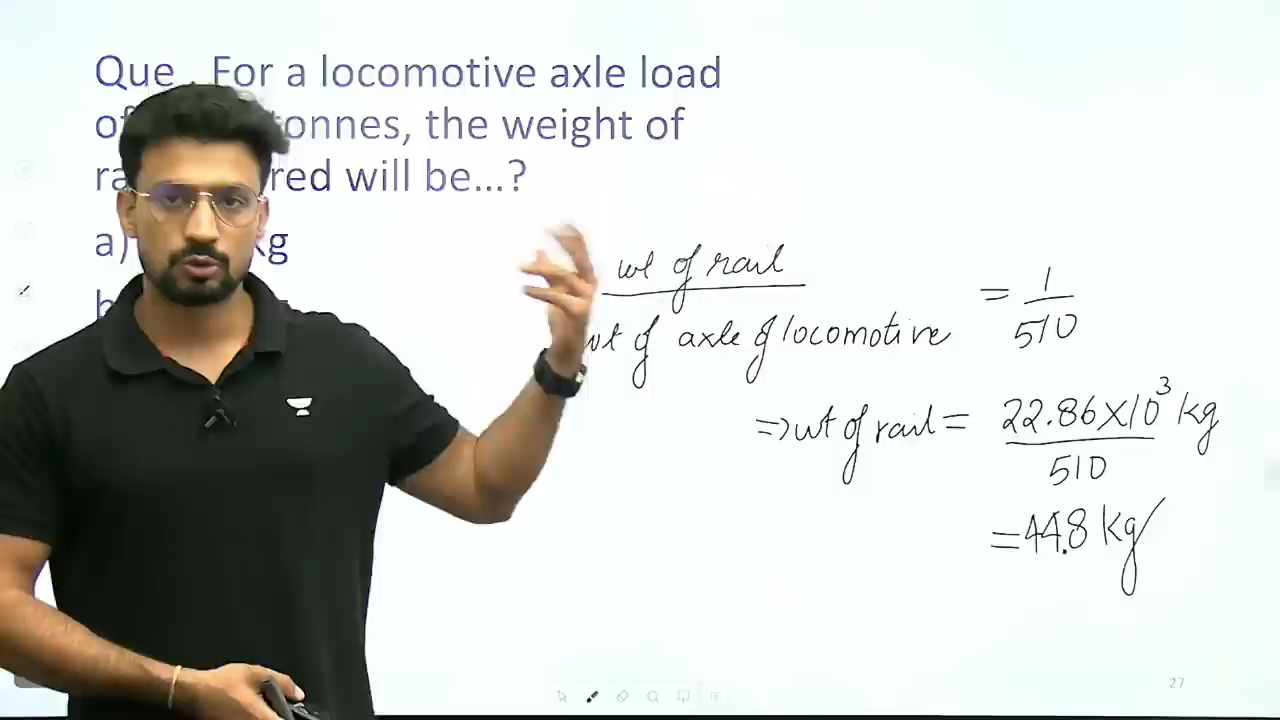 Que . For a locomotive axle load
tonnes, the weight of
will be...?
a) kg
wt of rail
wt of axle of locomotive
= 1/510
=> wt of rail = 22.86×10³ kg
510
= 44.8 kg
27